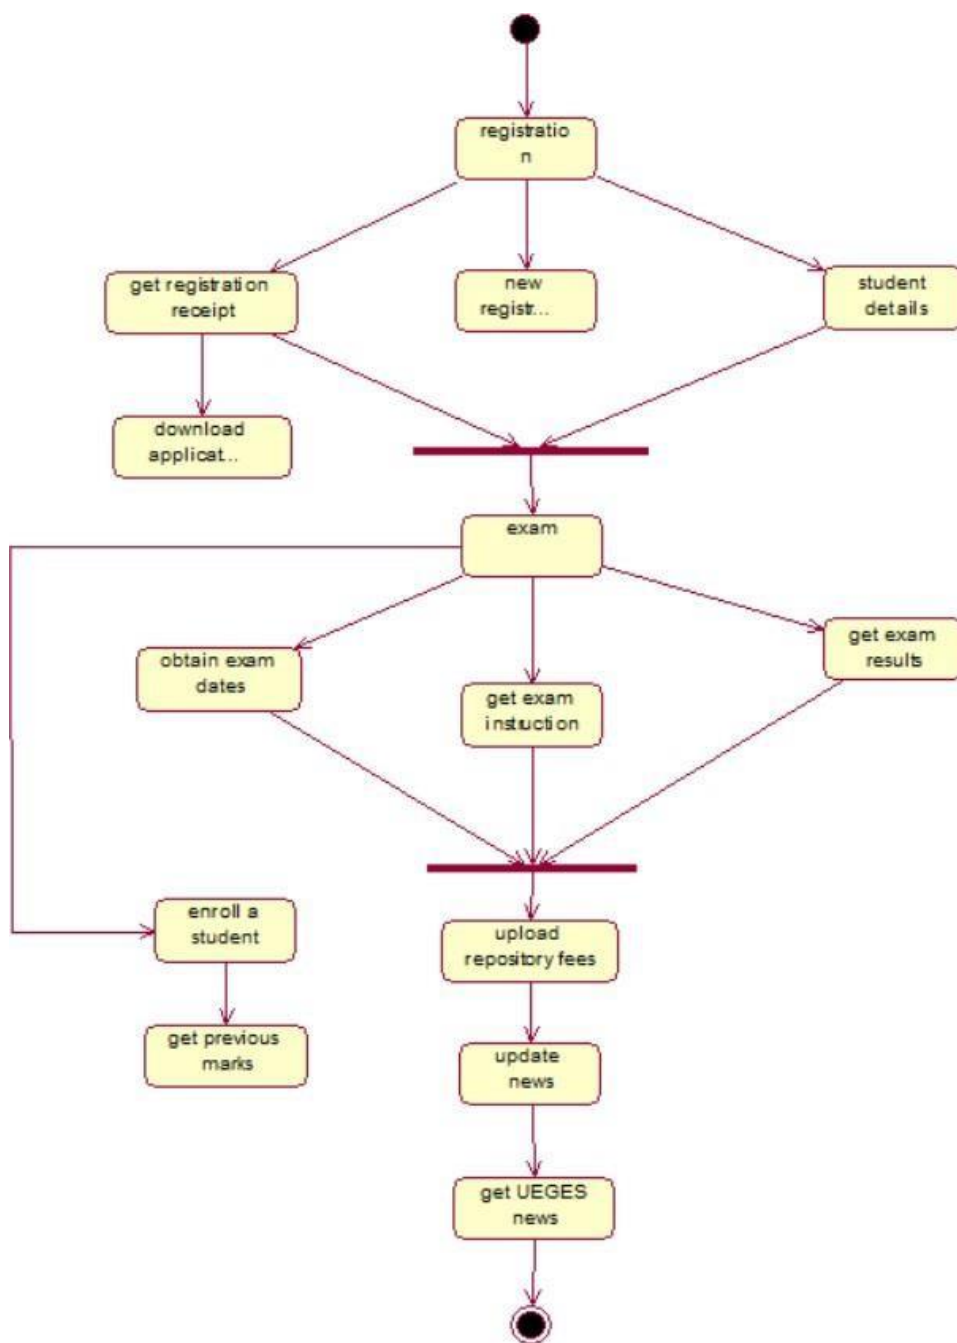 registratio
n
get registration
receipt
new
registr...
student
details
download
applicat...
exam
obtain exam
dates
get exam
instruction
get exam
results
enroll a
student
upload
repository fees
get previous
marks
update
news
get UEGES
news